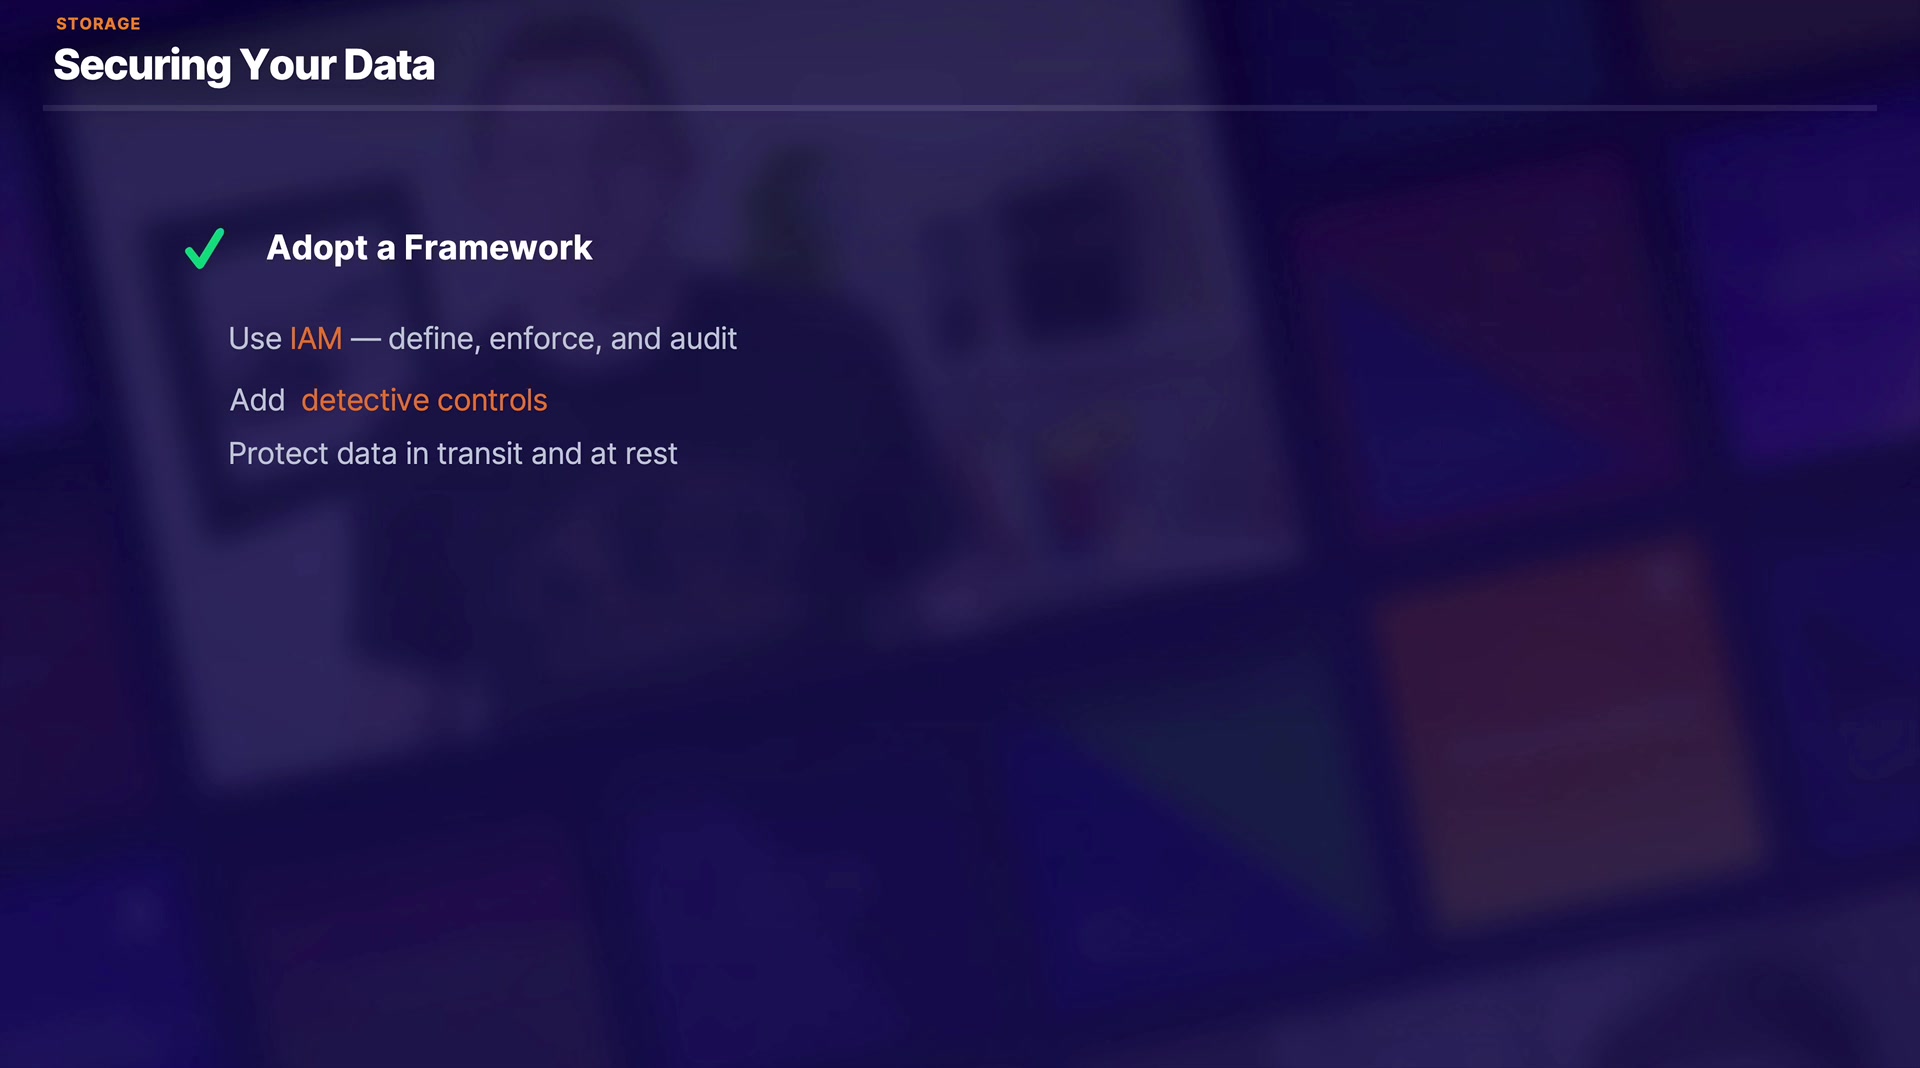 STORAGE
Securing Your Data
Adopt a Framework
Use IAM — define, enforce, and audit
Add detective controls
Protect data in transit and at rest